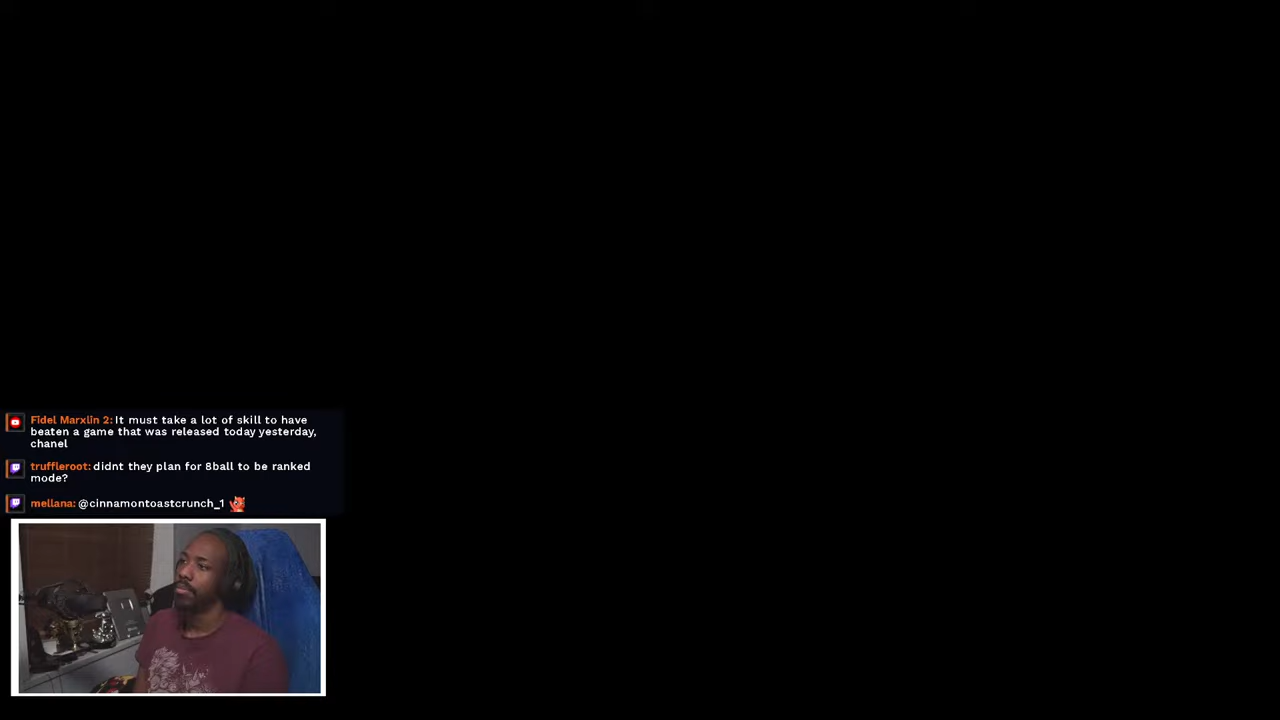 Fidel Marxlin 2: It must take a lot of skill to have
beaten a game that was released today yesterday,
chanel
truffleroot: didnt they plan for 8ball to be ranked
mode?
mellana: @cinnamontoastcrunch_1